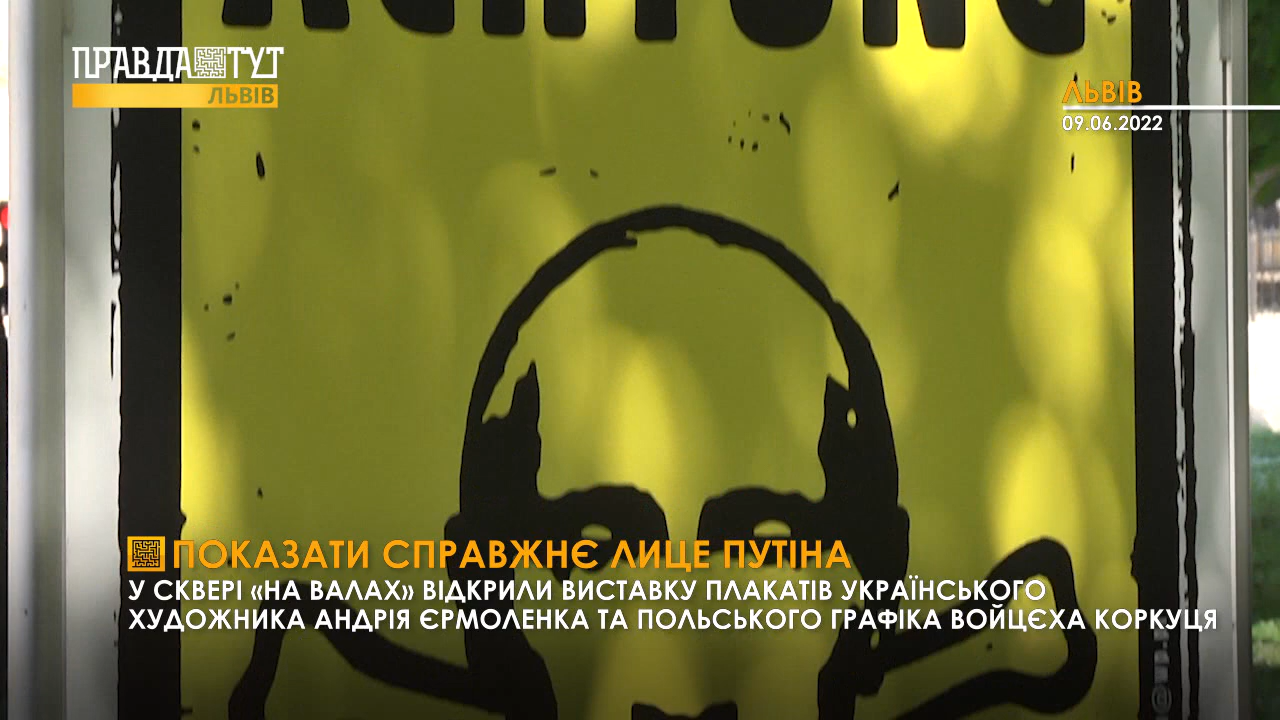 ACHTUNG
ПРАВДА ТУТ
ЛЬВІВ
ЛЬВІВ
09.06.2022
ПОКАЗАТИ СПРАВЖНЄ ЛИЦЕ ПУТІНА
У СКВЕРІ «НА ВАЛАХ» ВІДКРИЛИ ВИСТАВКУ ПЛАКАТІВ УКРАЇНСЬКОГО
ХУДОЖНИКА АНДРІЯ ЄРМОЛЕНКА ТА ПОЛЬСЬКОГО ГРАФІКА ВОЙЦЄХА КОРКУЦЯ